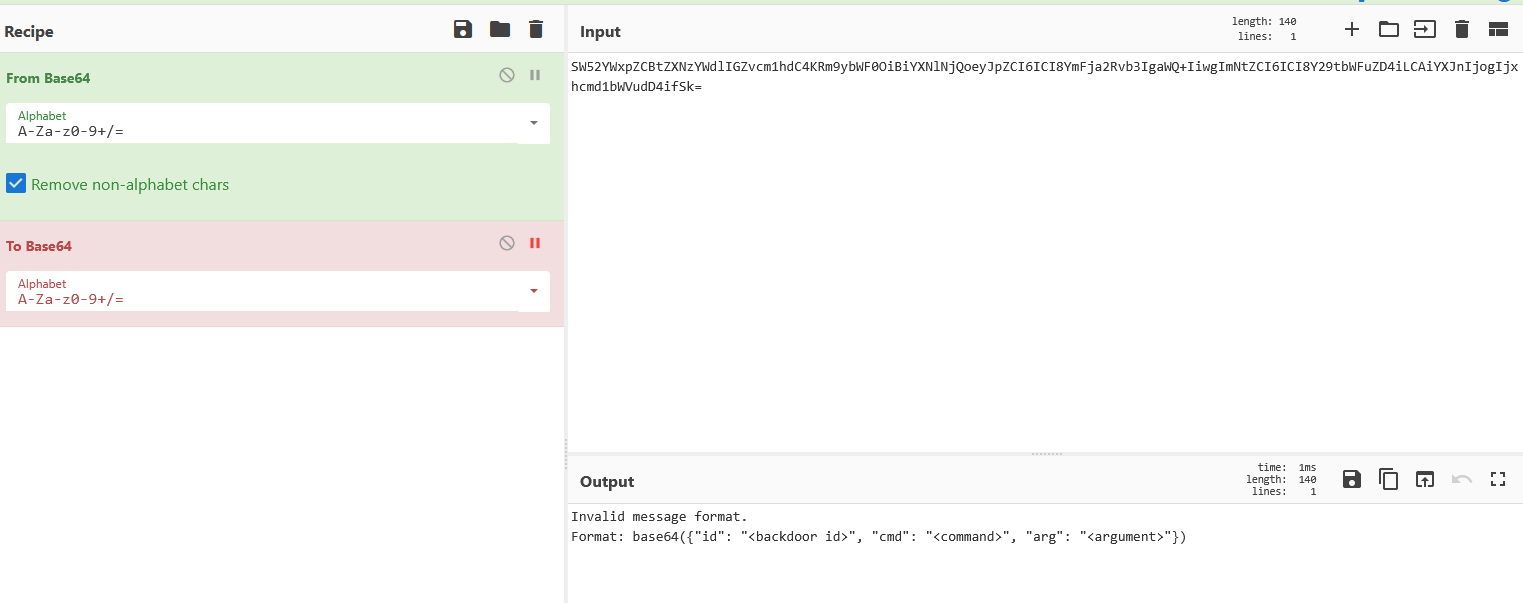 Recipe
From Base64
Alphabet
A-Za-z0-9+/=
Remove non-alphabet chars
To Base64
Alphabet
A-Za-z0-9+/=
Input
length: 140
lines: 1
SW52YWxpZCBtZXNzYWdlIGZvcm1hdC4KRm9ybWF0OiBiYXNlNjQoeyJpZCI6ICI8YmFja2Rvb3IgaWQ+IiwgImNtZCI6ICI8Y29tbWFuZD4iLCAiYXJnIjogIjx
hcmd1bWVudD4ifSk=
Output
time: 1ms
length: 140
lines: 1
Invalid message format.
Format: base64({"id": "<backdoor id>", "cmd": "<command>", "arg": "<argument>"})